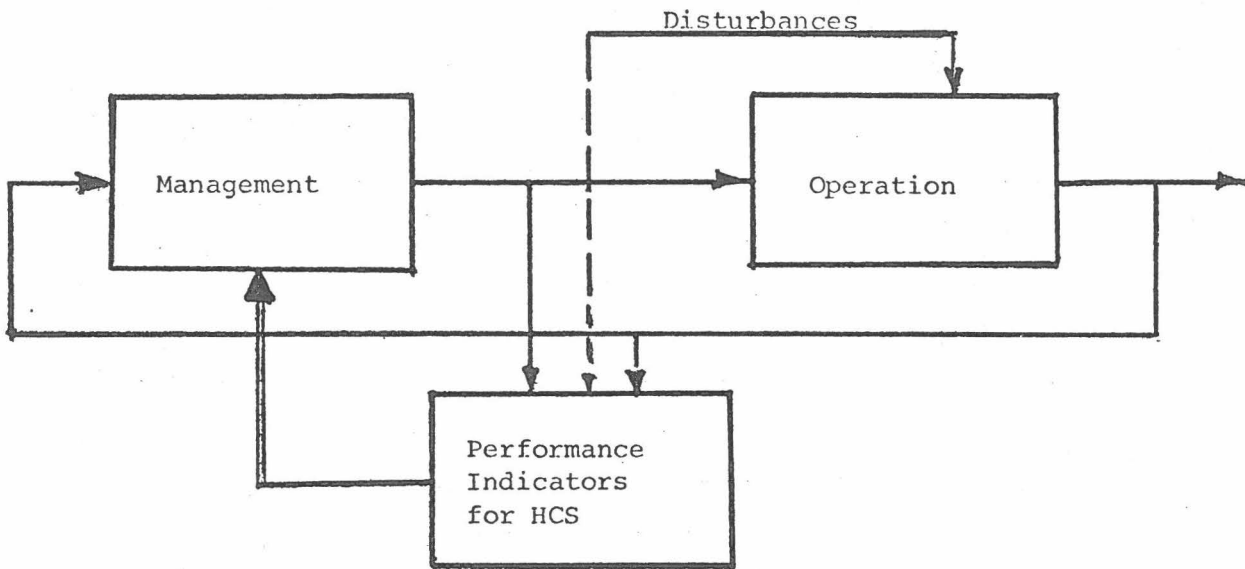 Disturbances
Management
Operation
Performance
Indicators
for HCS